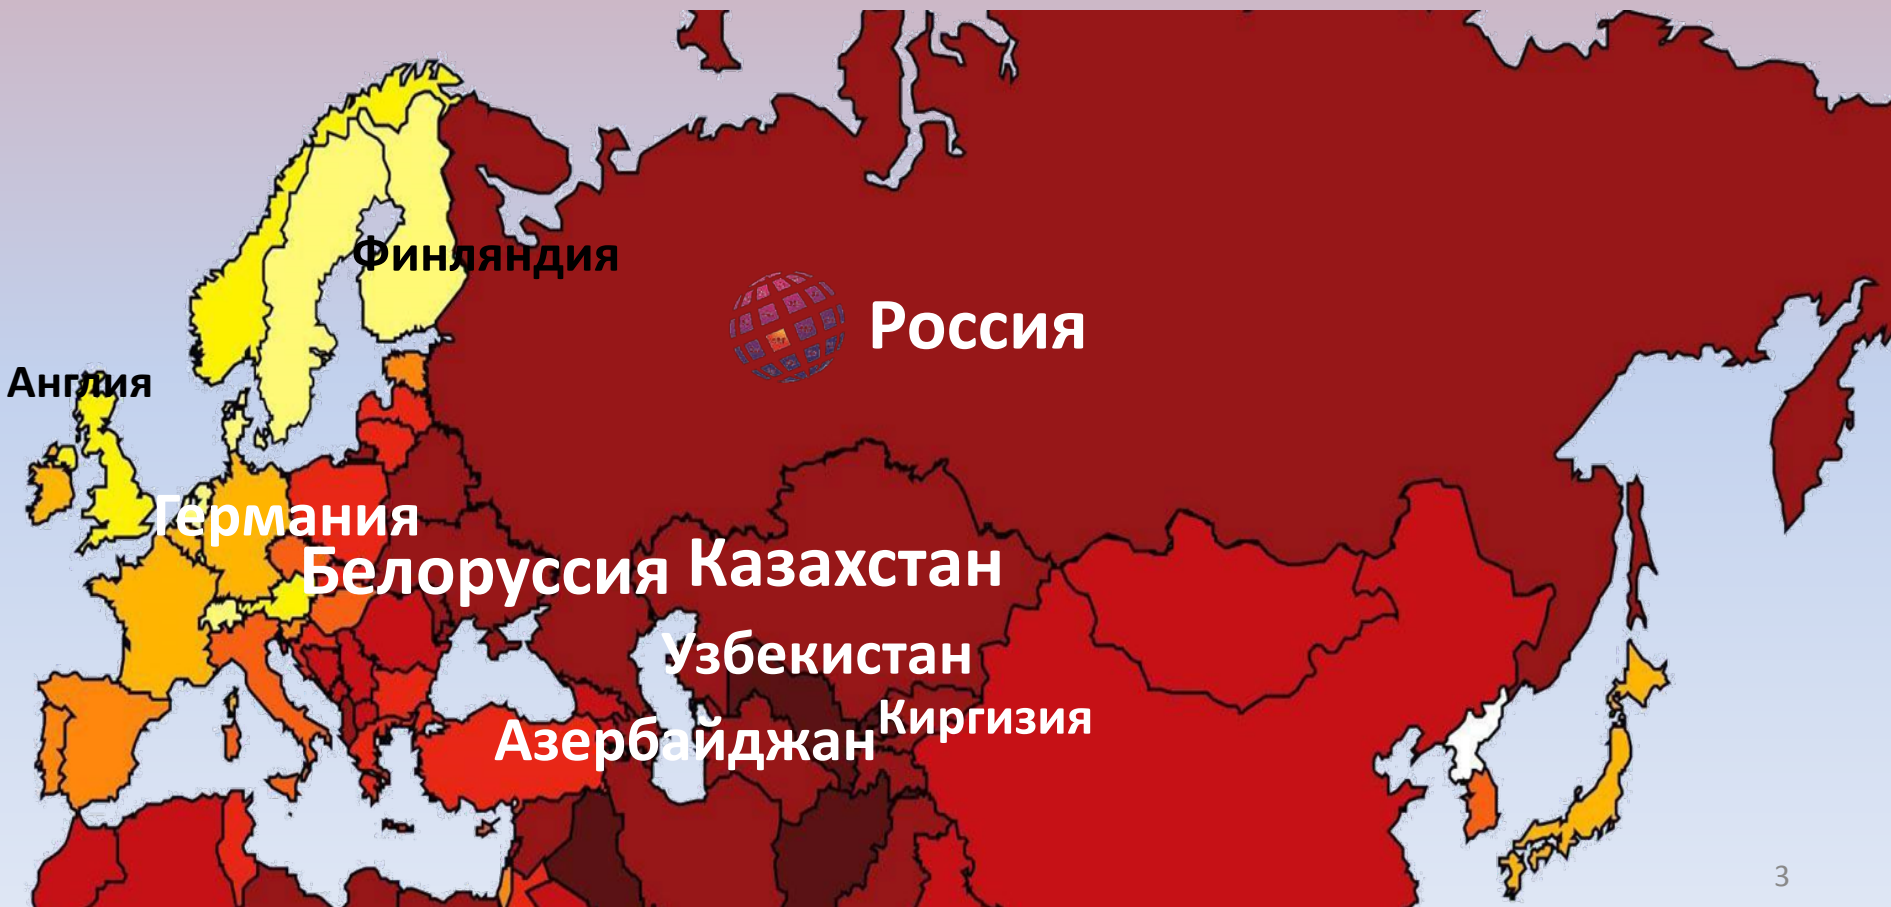 Финляндия
Россия
Англия
Германия
Белоруссия
Казахстан
Узбекистан
Киргизия
Азербайджан
3